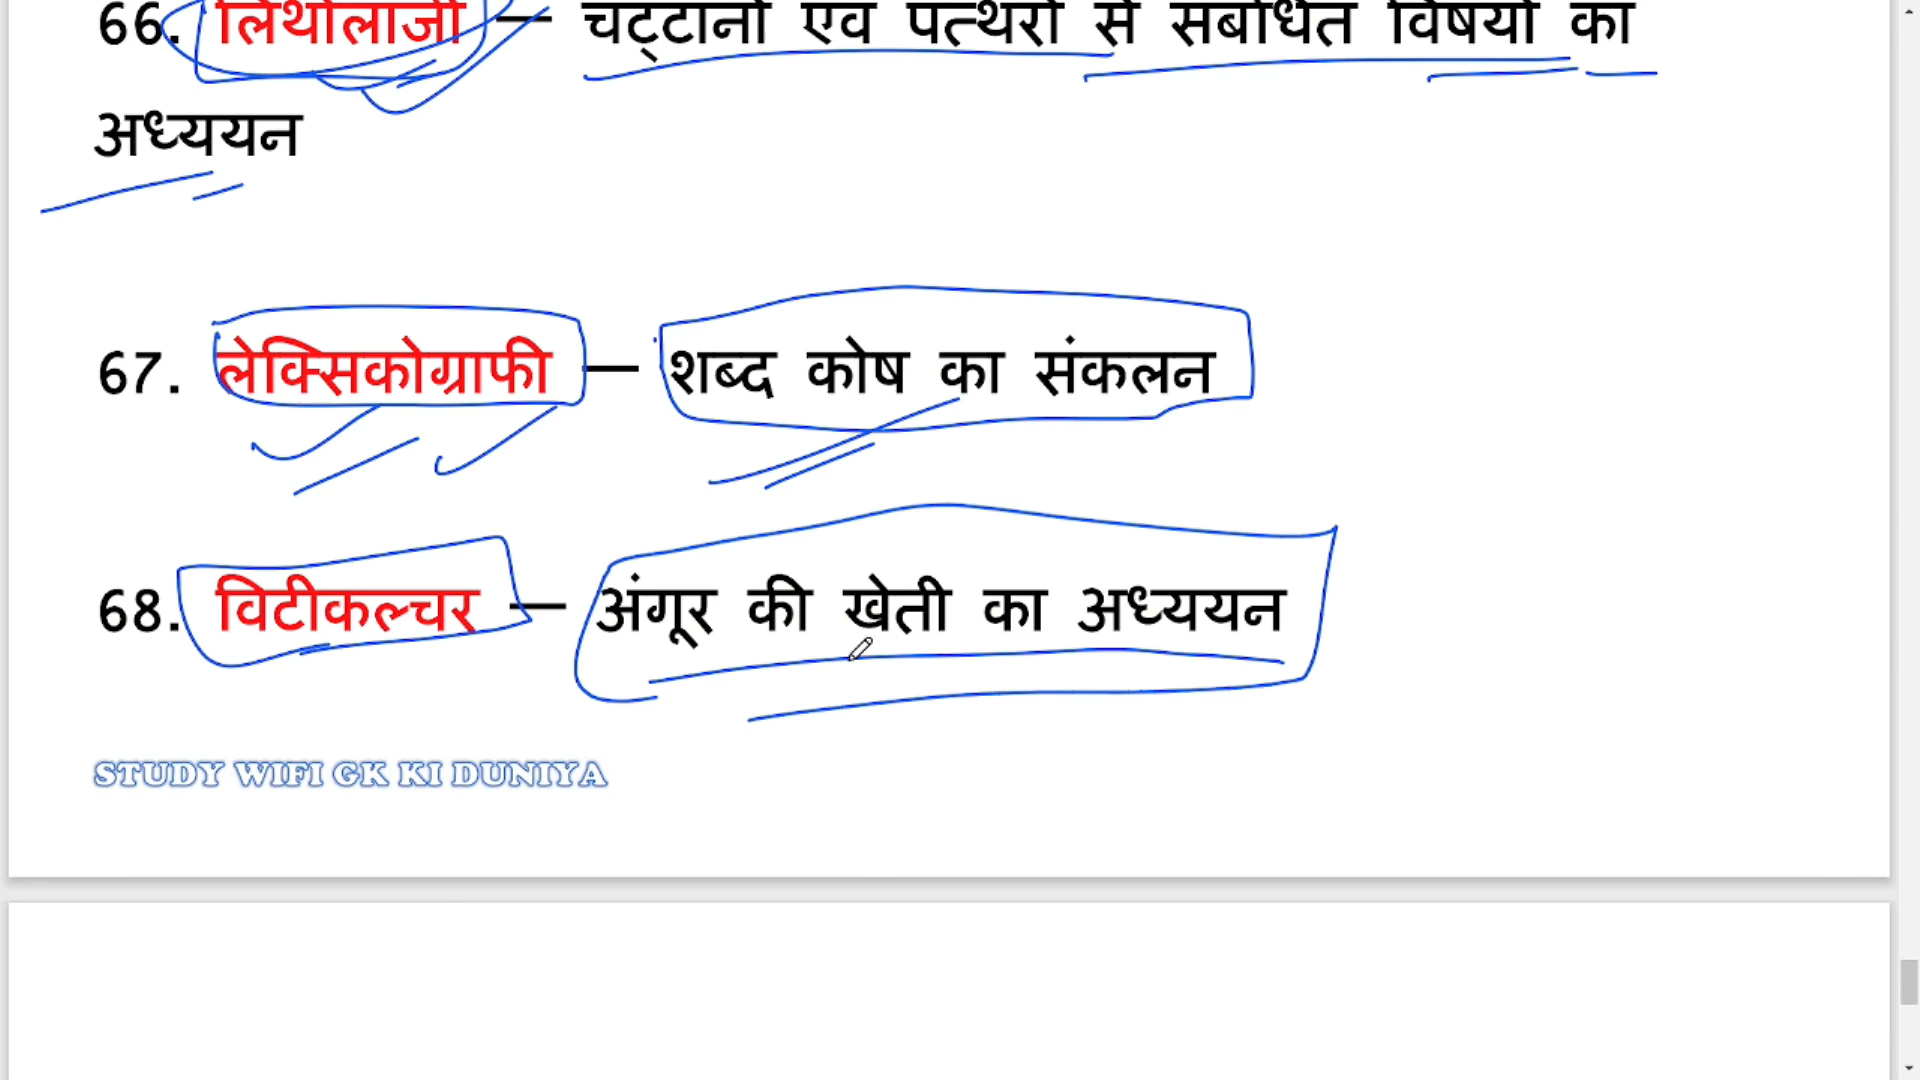 66. लिथोलॉजी — चट्टानों एवं पत्थरों से संबंधित विषयों का
अध्ययन
67. लेक्सिकोग्राफी — शब्द कोष का संकलन
68. विटीकल्चर — अंगूर की खेती का अध्ययन
STUDY WIFI GK KI DUNIYA